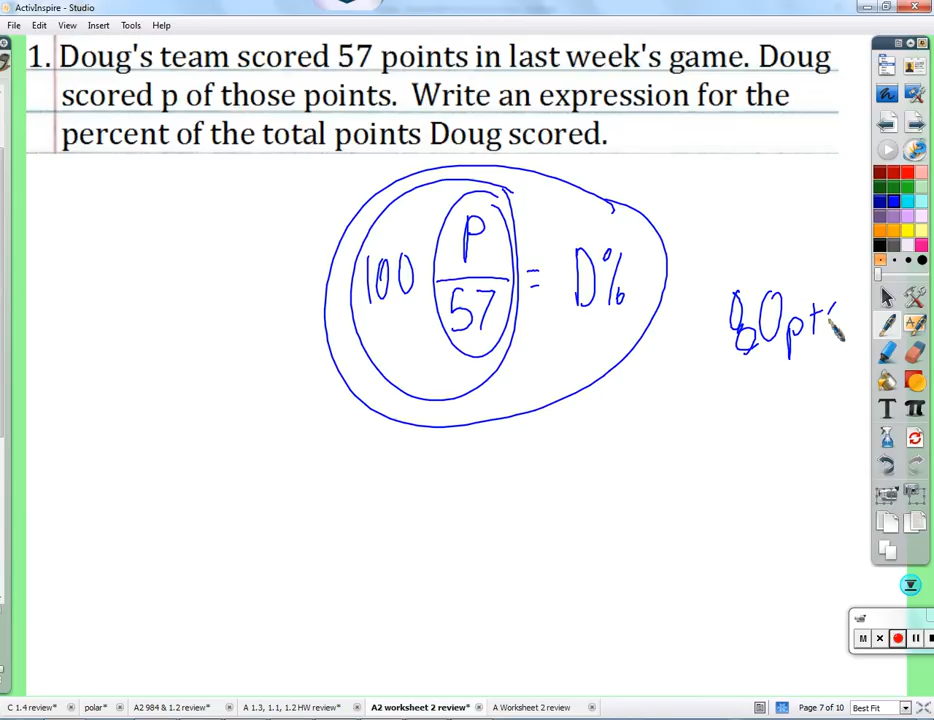 ActivInspire - Studio
File Edit View Insert Tools Help
1. Doug's team scored 57 points in last week's game. Doug
scored p of those points. Write an expression for the
percent of the total points Doug scored.
100 p/57 = D%
80pt
T π
M
C 1.4 review* polar* A2 984 & 1.2 review* A 1.3, 1.1, 1.2 HW review* A2 worksheet 2 review* A Worksheet 2 review Page 7 of 10 Best Fit